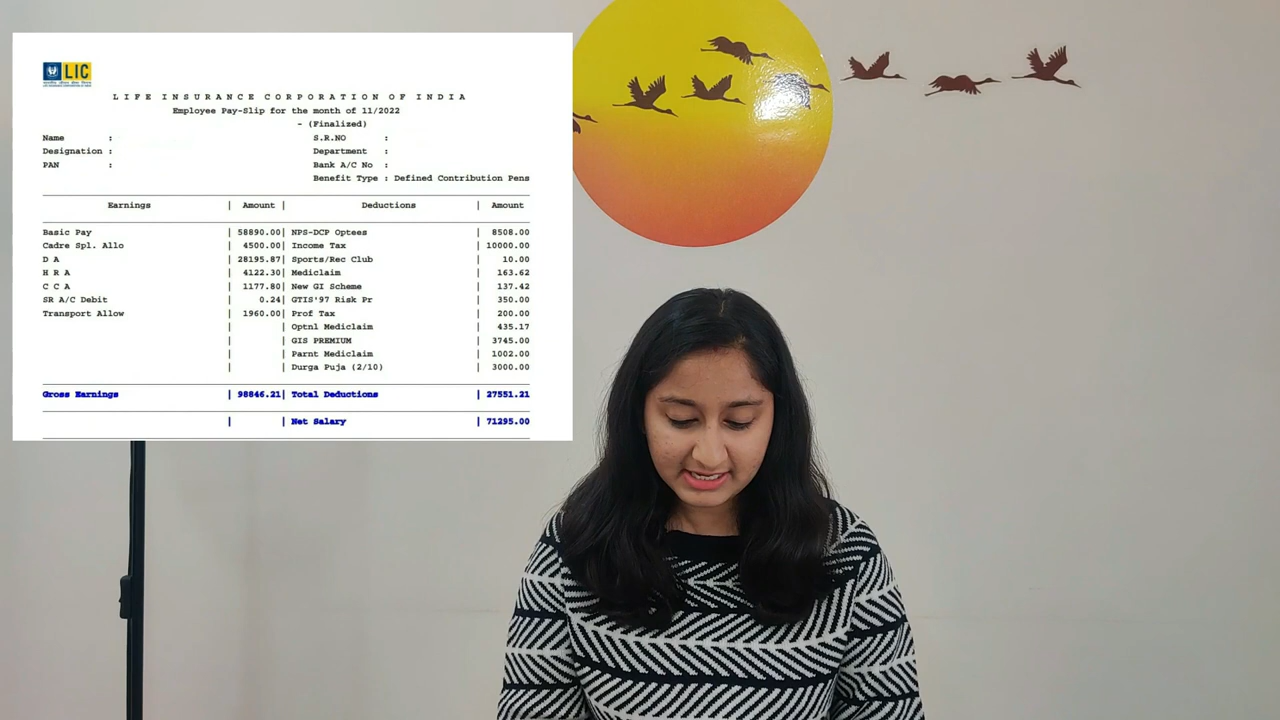 LIC
LIFE INSURANCE CORPORATION OF INDIA
Employee Pay-Slip for the month of 11/2022
- (Finalized)
Name : S.R.NO :
Designation : Department :
PAN : Bank A/C No :
Benefit Type : Defined Contribution Pens
Earnings | Amount | Deductions | Amount
Basic Pay | 58890.00| NPS-DCP Optees | 8508.00
Cadre Spl. Allo | 4500.00| Income Tax | 10000.00
D A | 28195.87| Sports/Rec Club | 10.00
H R A | 4122.30| Mediclaim | 163.62
C C A | 1177.80| New GI Scheme | 137.42
SR A/C Debit | 0.24| GTIS'97 Risk Pr | 350.00
Transport Allow | 1960.00| Prof Tax | 200.00
| | Optnl Mediclaim | 435.17
| | GIS PREMIUM | 3745.00
| | Parnt Mediclaim | 1002.00
| | Durga Puja (2/10) | 3000.00
Gross Earnings | 98846.21| Total Deductions | 27551.21
| | Net Salary | 71295.00